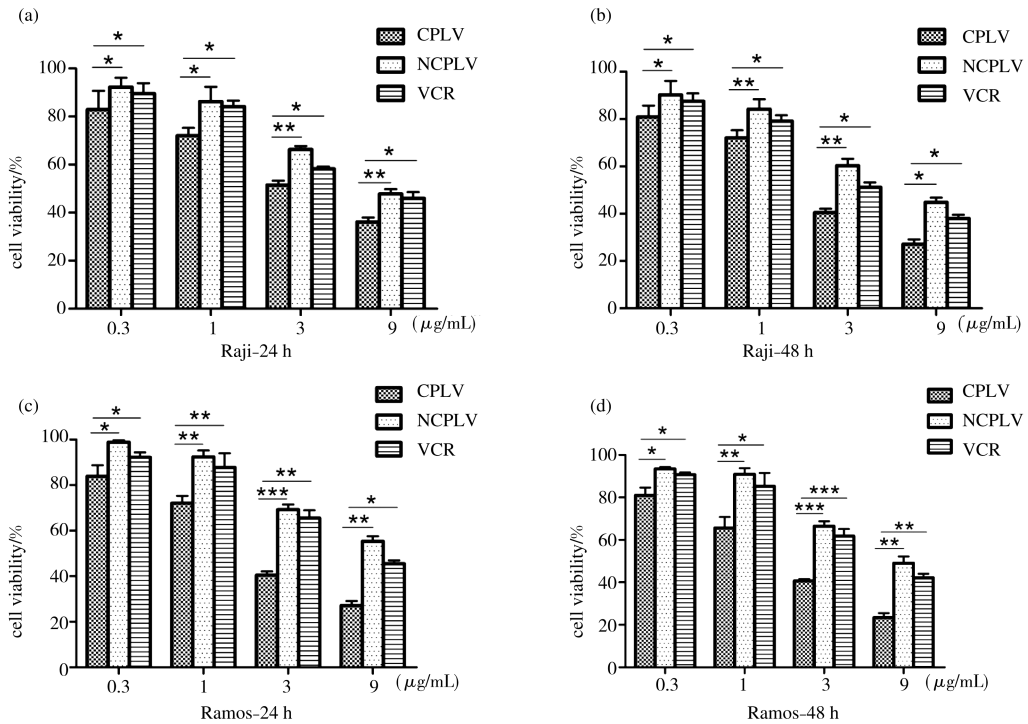 (a)
CPLV
NCPLV
VCR
cell viability/%
100
80
60
40
20
0
* * * * ** * ** *
0.3 1 3 9 (μg/mL)
Raji–24 h
(b)
CPLV
NCPLV
VCR
cell viability/%
100
80
60
40
20
0
* * ** * ** * * *
0.3 1 3 9 (μg/mL)
Raji–48 h
(c)
CPLV
NCPLV
VCR
cell viability/%
100
80
60
40
20
0
* * ** ** *** ** ** *
0.3 1 3 9 (μg/mL)
Ramos–24 h
(d)
CPLV
NCPLV
VCR
cell viability/%
100
80
60
40
20
0
* * ** * *** *** ** **
0.3 1 3 9 (μg/mL)
Ramos–48 h